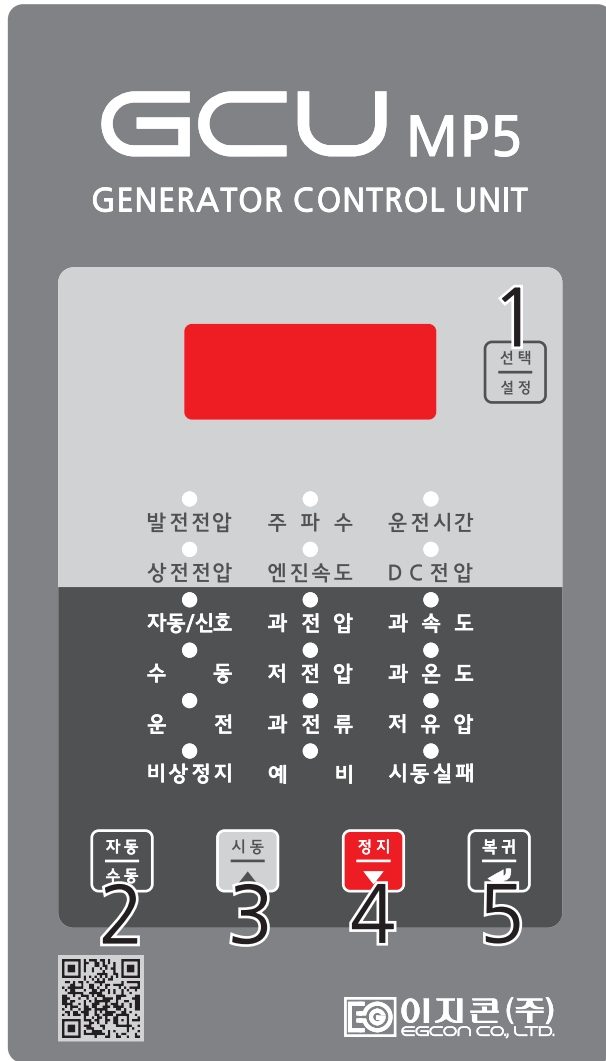 GCU MP5
GENERATOR CONTROL UNIT
1
선택
설정
발전전압 주파수 운전시간
상전전압 엔진속도 DC전압
자동/신호 과전압 과속도
수동 저전압 과온도
운전 과전류 저유압
비상정지 예비 시동실패
자동 시동 정지 복귀
수동
2 3 4 5
EG 이지콘(주)
EGCON CO., LTD.